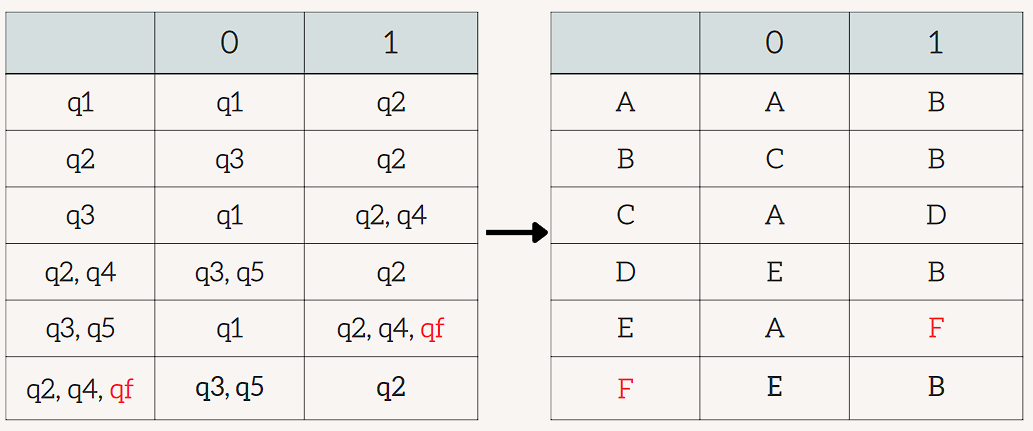 0 1
q1 q1 q2
q2 q3 q2
q3 q1 q2, q4
q2, q4 q3, q5 q2
q3, q5 q1 q2, q4, qf
q2, q4, qf q3, q5 q2
0 1
A A B
B C B
C A D
D E B
E A F
F E B